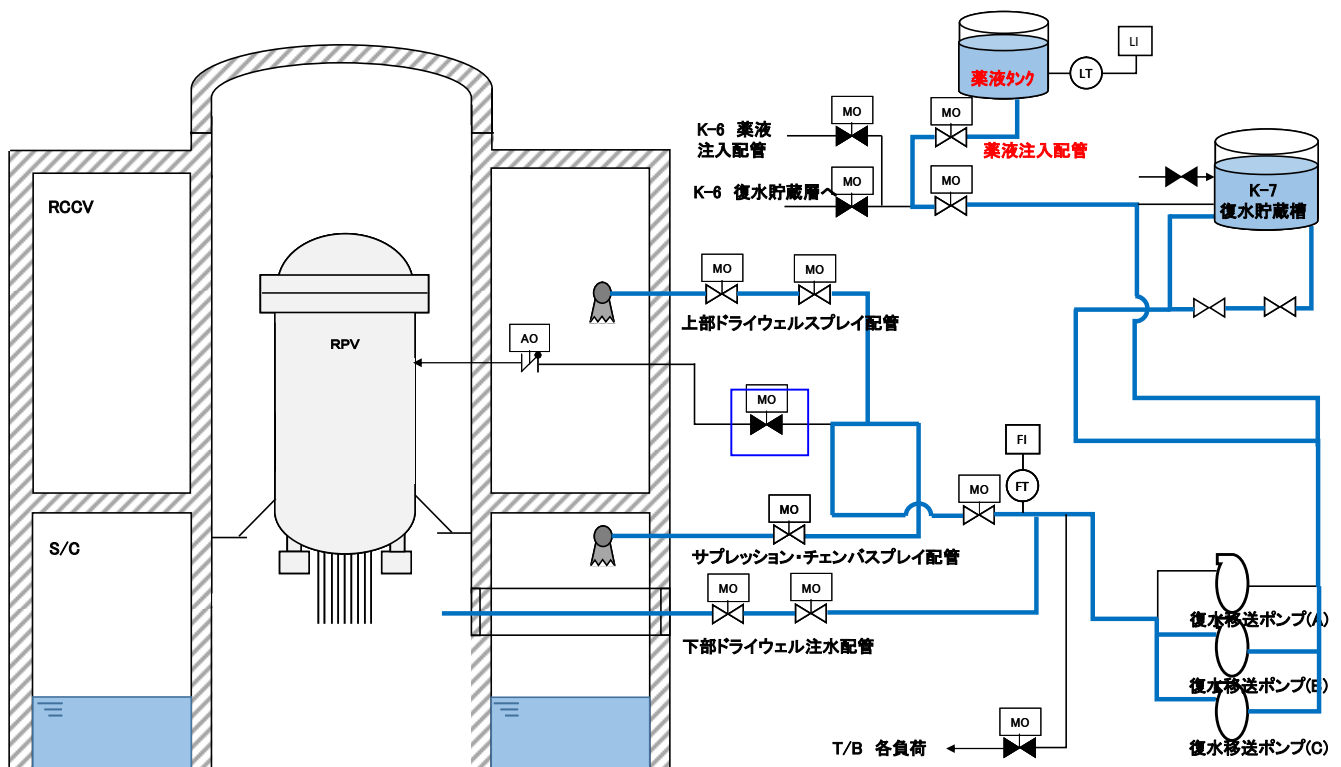 LI
LT
薬液タンク
MO
MO
K-6 薬液
注入配管
薬液注入配管
MO
MO
K-6 復水貯蔵層へ
K-7
復水貯蔵槽
RCCV
MO
MO
上部ドライウェルスプレイ配管
AO
RPV
MO
FI
FT
MO
MO
S/C
サプレッション・チェンバスプレイ配管
MO
MO
下部ドライウェル注水配管
復水移送ポンプ(A)
復水移送ポンプ(B)
MO
T/B 各負荷
復水移送ポンプ(C)